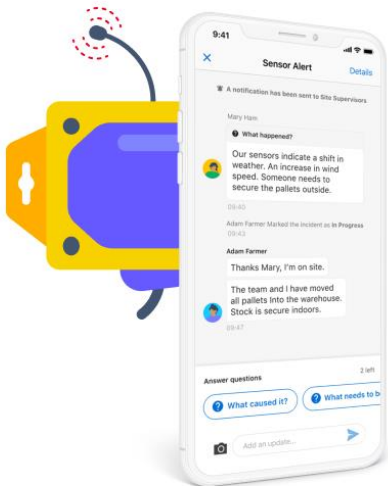 9:41
Sensor Alert
Details
A notification has been sent to Site Supervisors
Mary Ham
What happened?
Our sensors indicate a shift in
weather. An increase in wind
speed. Someone needs to
secure the pallets outside.
09:40
Adam Farmer Marked the incident as In Progress
09:43
Adam Farmer
Thanks Mary, I'm on site.
The team and I have moved
all pallets Into the warehouse.
Stock is secure indoors.
09:47
Answer questions
2 left
What caused it?
What needs to
Add an update...